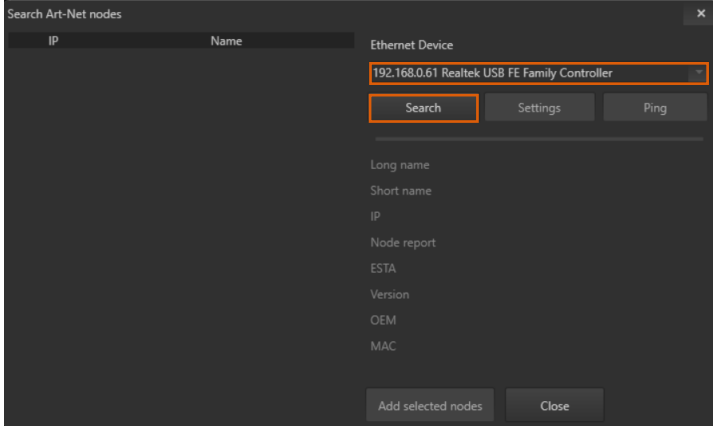 Search Art-Net nodes
IP Name
Ethernet Device
192.168.0.61 Realtek USB FE Family Controller
Search Settings Ping
Long name
Short name
IP
Node report
ESTA
Version
OEM
MAC
Add selected nodes Close